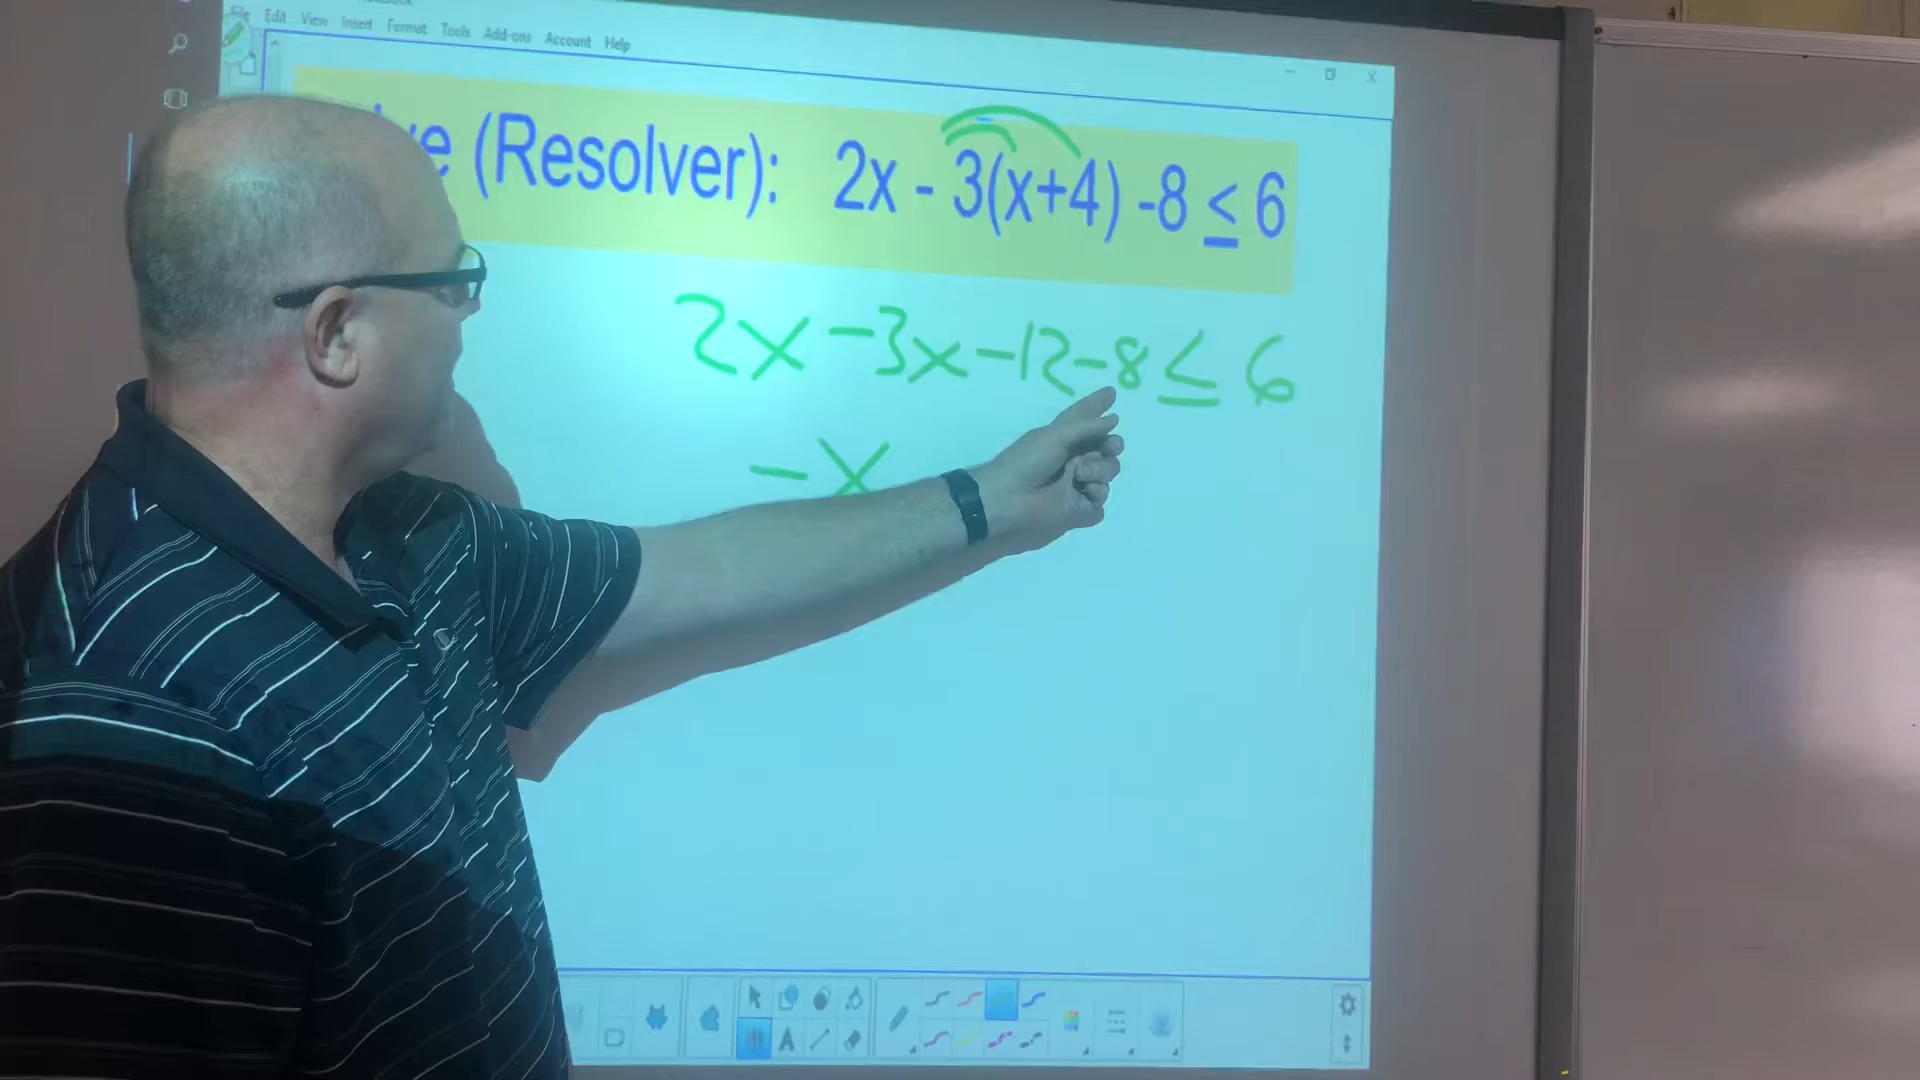 File Edit View Insert Format Tools Add-ons Account Help
(Resolver): 2x - 3(x+4) -8 ≤ 6
2x -3x -12 -8 ≤ 6
-x